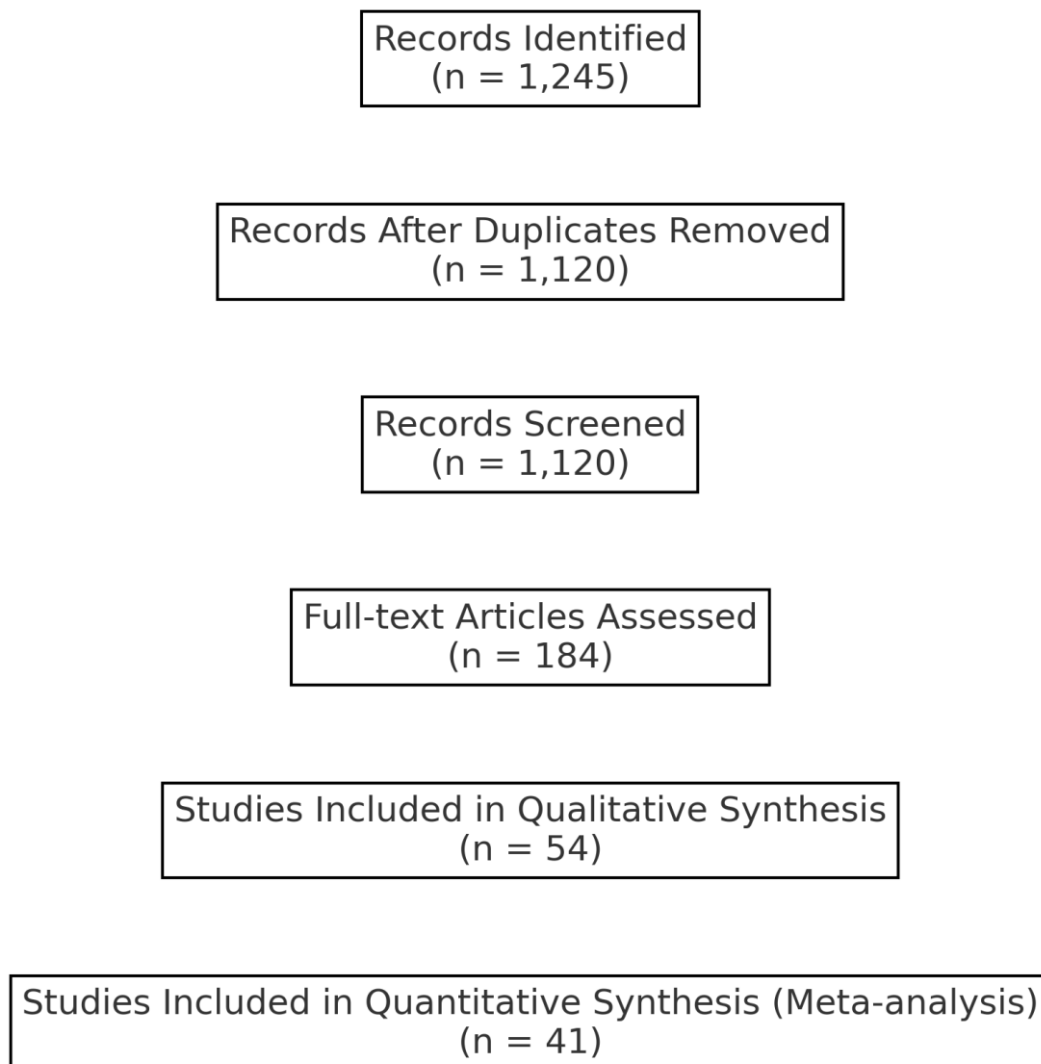 Records Identified
(n = 1,245)
Records After Duplicates Removed
(n = 1,120)
Records Screened
(n = 1,120)
Full-text Articles Assessed
(n = 184)
Studies Included in Qualitative Synthesis
(n = 54)
Studies Included in Quantitative Synthesis (Meta-analysis)
(n = 41)